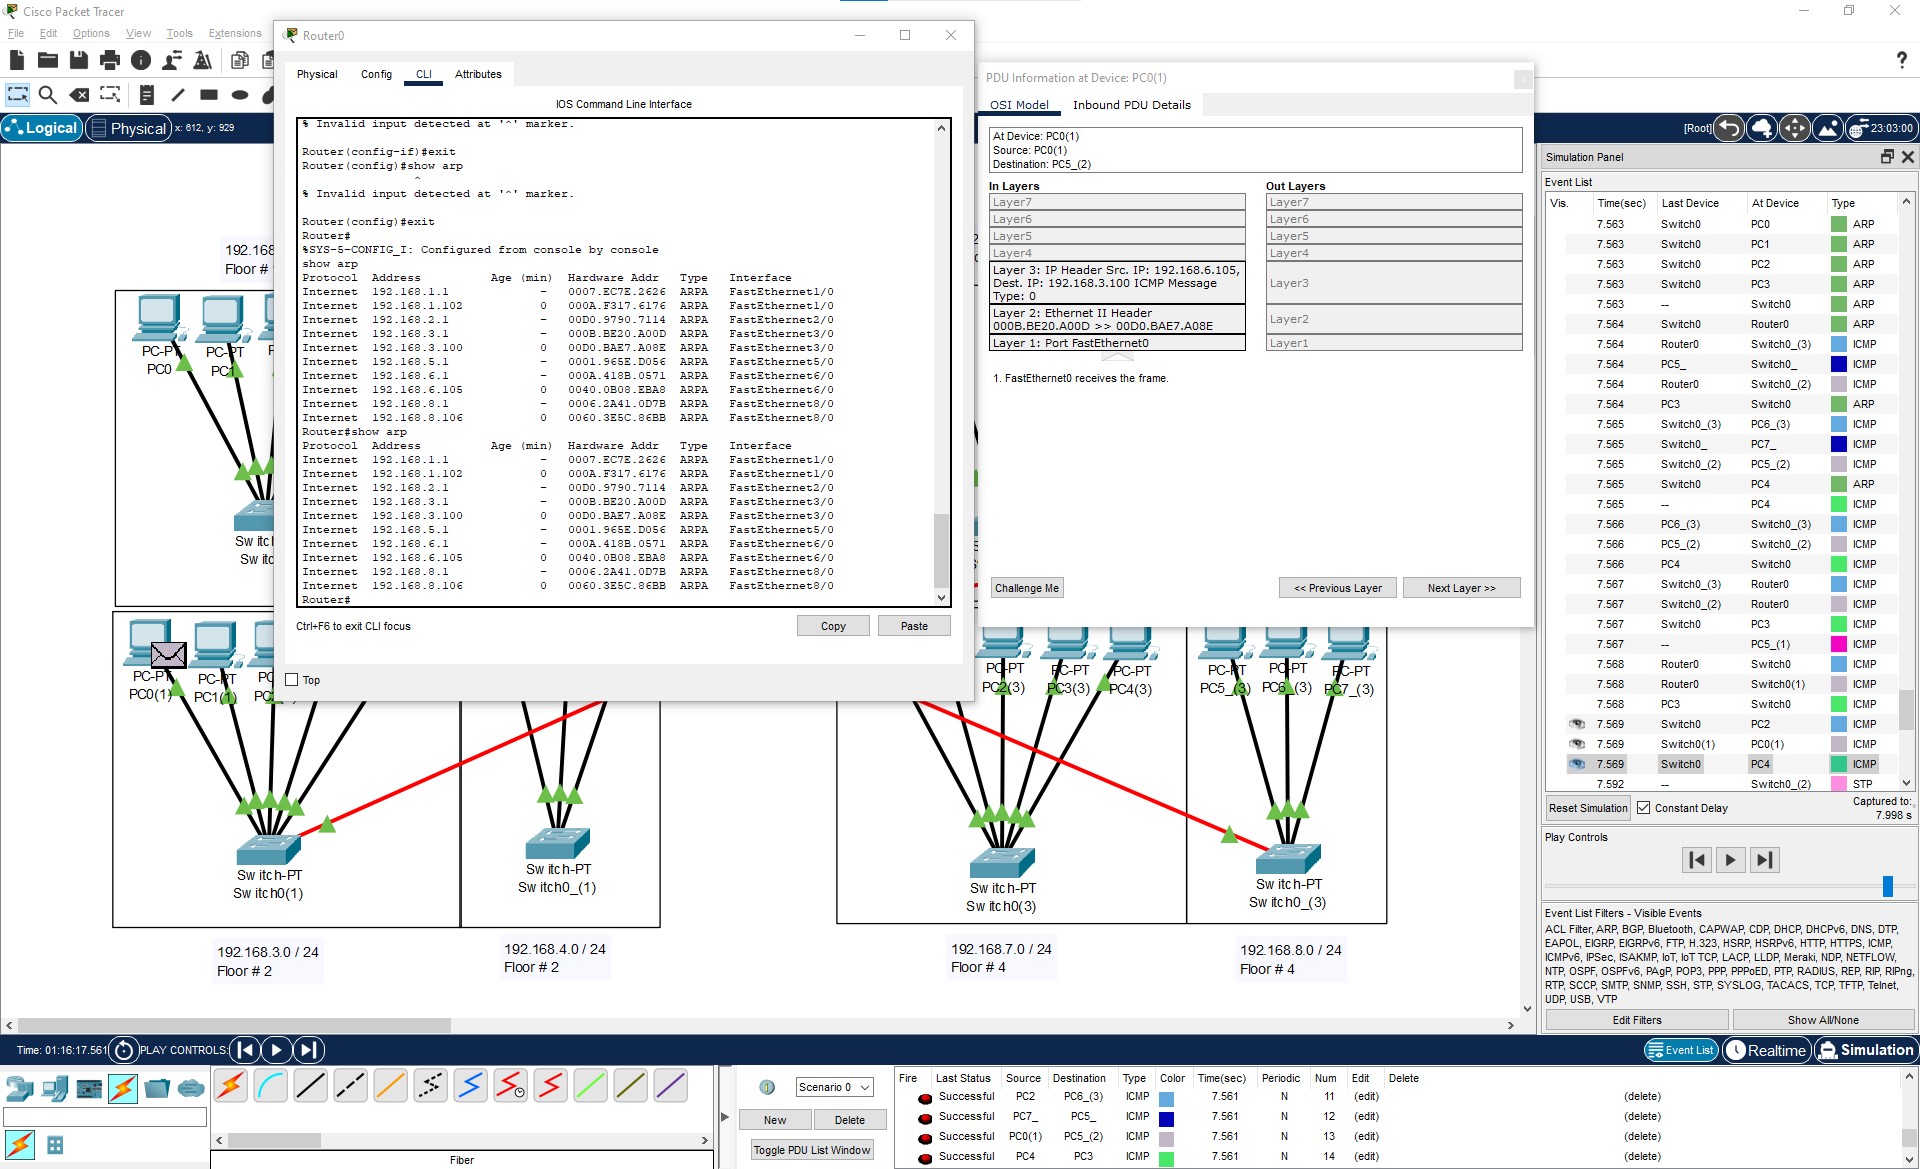 Cisco Packet Tracer
File Edit Options View Tools Extensions
Logical Physical x: 612, y: 929
[Root] 23:03:00
Router0
Physical Config CLI Attributes
IOS Command Line Interface
% Invalid input detected at '^' marker.
Router(config-if)#exit
Router(config)#show arp
^
% Invalid input detected at '^' marker.
Router(config)#exit
Router#
%SYS-5-CONFIG_I: Configured from console by console
show arp
Protocol Address Age (min) Hardware Addr Type Interface
Internet 192.168.1.1 - 0007.EC7E.2626 ARPA FastEthernet1/0
Internet 192.168.1.102 0 000A.F317.6176 ARPA FastEthernet1/0
Internet 192.168.2.1 - 00D0.9790.7114 ARPA FastEthernet2/0
Internet 192.168.3.1 - 000B.BE20.A00D ARPA FastEthernet3/0
Internet 192.168.3.100 0 00D0.BAE7.A08E ARPA FastEthernet3/0
Internet 192.168.5.1 - 0001.965E.D056 ARPA FastEthernet5/0
Internet 192.168.6.1 - 000A.418B.0571 ARPA FastEthernet6/0
Internet 192.168.6.105 0 0040.0B08.EBA8 ARPA FastEthernet6/0
Internet 192.168.8.1 - 0006.2A41.0D7B ARPA FastEthernet8/0
Internet 192.168.8.106 0 0060.3E5C.86BB ARPA FastEthernet8/0
Router#show arp
Protocol Address Age (min) Hardware Addr Type Interface
Internet 192.168.1.1 - 0007.EC7E.2626 ARPA FastEthernet1/0
Internet 192.168.1.102 0 000A.F317.6176 ARPA FastEthernet1/0
Internet 192.168.2.1 - 00D0.9790.7114 ARPA FastEthernet2/0
Internet 192.168.3.1 - 000B.BE20.A00D ARPA FastEthernet3/0
Internet 192.168.3.100 0 00D0.BAE7.A08E ARPA FastEthernet3/0
Internet 192.168.5.1 - 0001.965E.D056 ARPA FastEthernet5/0
Internet 192.168.6.1 - 000A.418B.0571 ARPA FastEthernet6/0
Internet 192.168.6.105 0 0040.0B08.EBA8 ARPA FastEthernet6/0
Internet 192.168.8.1 - 0006.2A41.0D7B ARPA FastEthernet8/0
Internet 192.168.8.106 0 0060.3E5C.86BB ARPA FastEthernet8/0
Router#
Ctrl+F6 to exit CLI focus
Copy Paste
Top
PDU Information at Device: PC0(1)
OSI Model Inbound PDU Details
At Device: PC0(1)
Source: PC0(1)
Destination: PC5_(2)
In Layers Out Layers
Layer7 Layer7
Layer6 Layer6
Layer5 Layer5
Layer4 Layer4
Layer 3: IP Header Src. IP: 192.168.6.105, Dest. IP: 192.168.3.100 ICMP Message Type: 0 Layer3
Layer 2: Ethernet II Header 000B.BE20.A00D >> 00D0.BAE7.A08E Layer2
Layer 1: Port FastEthernet0 Layer1
1. FastEthernet0 receives the frame.
Challenge Me << Previous Layer Next Layer >>
Simulation Panel
Event List
Vis. Time(sec) Last Device At Device Type
7.563 Switch0 PC0 ARP
7.563 Switch0 PC1 ARP
7.563 Switch0 PC2 ARP
7.563 Switch0 PC3 ARP
7.563 -- Switch0 ARP
7.564 Switch0 Router0 ARP
7.564 Router0 Switch0_(3) ICMP
7.564 PC5_ Switch0_ ICMP
7.564 Router0 Switch0_(2) ICMP
7.564 PC3 Switch0 ARP
7.565 Switch0_(3) PC6_(3) ICMP
7.565 Switch0_ PC7_ ICMP
7.565 Switch0_(2) PC5_(2) ICMP
7.565 Switch0 PC4 ARP
7.565 -- PC4 ICMP
7.566 PC6_(3) Switch0_(3) ICMP
7.566 PC5_(2) Switch0_(2) ICMP
7.566 PC4 Switch0 ICMP
7.567 Switch0_(3) Router0 ICMP
7.567 Switch0_(2) Router0 ICMP
7.567 Switch0 PC3 ICMP
7.567 -- PC5_(1) ICMP
7.568 Router0 Switch0 ICMP
7.568 Router0 Switch0(1) ICMP
7.568 PC3 Switch0 ICMP
7.569 Switch0 PC2 ICMP
7.569 Switch0(1) PC0(1) ICMP
7.569 Switch0 PC4 ICMP
7.592 -- Switch0_(2) STP
Reset Simulation Constant Delay Captured to:
7.998 s
Play Controls
Event List Filters - Visible Events
ACL Filter, ARP, BGP, Bluetooth, CAPWAP, CDP, DHCP, DHCPv6, DNS, DTP,
EAPOL, EIGRP, EIGRPv6, FTP, H.323, HSRP, HSRPv6, HTTP, HTTPS, ICMP,
ICMPv6, IPSec, ISAKMP, IoT, IoT TCP, LACP, LLDP, Meraki, NDP, NETFLOW,
NTP, OSPF, OSPFv6, PAgP, POP3, PPP, PPPoED, PTP, RADIUS, REP, RIP, RIPng,
RTP, SCCP, SMTP, SNMP, SSH, STP, SYSLOG, TACACS, TCP, TFTP, Telnet,
UDP, USB, VTP
Edit Filters Show All/None
192.168
Floor #
PC-PT PC-PT
PC0 PC1
PC-PT PC-PT PC
PC0(1) PC1(1)
PC-PT PC-PT PC-PT
PC2(3) PC3(3) PC4(3)
PC-PT PC-PT PC-PT
PC5_(3) PC6_(3) PC7_(3)
Switch-PT
Switch0(1)
Switch-PT
Switch0_(1)
Switch-PT
Switch0(3)
Switch-PT
Switch0_(3)
192.168.3.0 / 24
Floor # 2
192.168.4.0 / 24
Floor # 2
192.168.7.0 / 24
Floor # 4
192.168.8.0 / 24
Floor # 4
Time: 01:16:17.561 PLAY CONTROLS:
Event List Realtime Simulation
Fiber
Scenario 0
New Delete
Toggle PDU List Window
Fire Last Status Source Destination Type Color Time(sec) Periodic Num Edit Delete
Successful PC2 PC6_(3) ICMP 7.561 N 11 (edit) (delete)
Successful PC7_ PC5_ ICMP 7.561 N 12 (edit) (delete)
Successful PC0(1) PC5_(2) ICMP 7.561 N 13 (edit) (delete)
Successful PC4 PC3 ICMP 7.561 N 14 (edit) (delete)